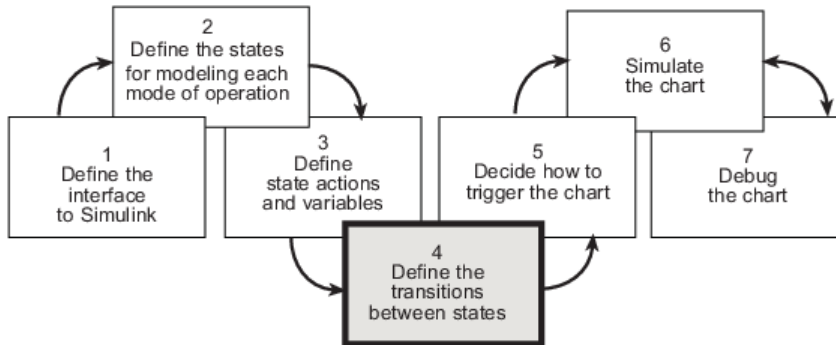 1
Define the
interface
to Simulink
2
Define the states
for modeling each
mode of operation
3
Define
state actions
and variables
4
Define the
transitions
between states
5
Decide how to
trigger the chart
6
Simulate
the chart
7
Debug
the chart